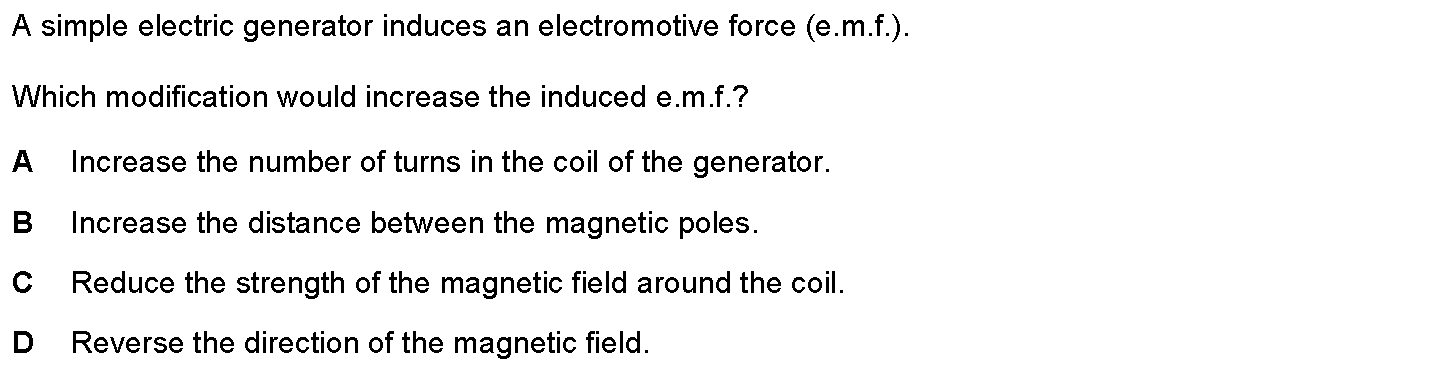 A simple electric generator induces an electromotive force (e.m.f.).
Which modification would increase the induced e.m.f.?
A Increase the number of turns in the coil of the generator.
B Increase the distance between the magnetic poles.
C Reduce the strength of the magnetic field around the coil.
D Reverse the direction of the magnetic field.